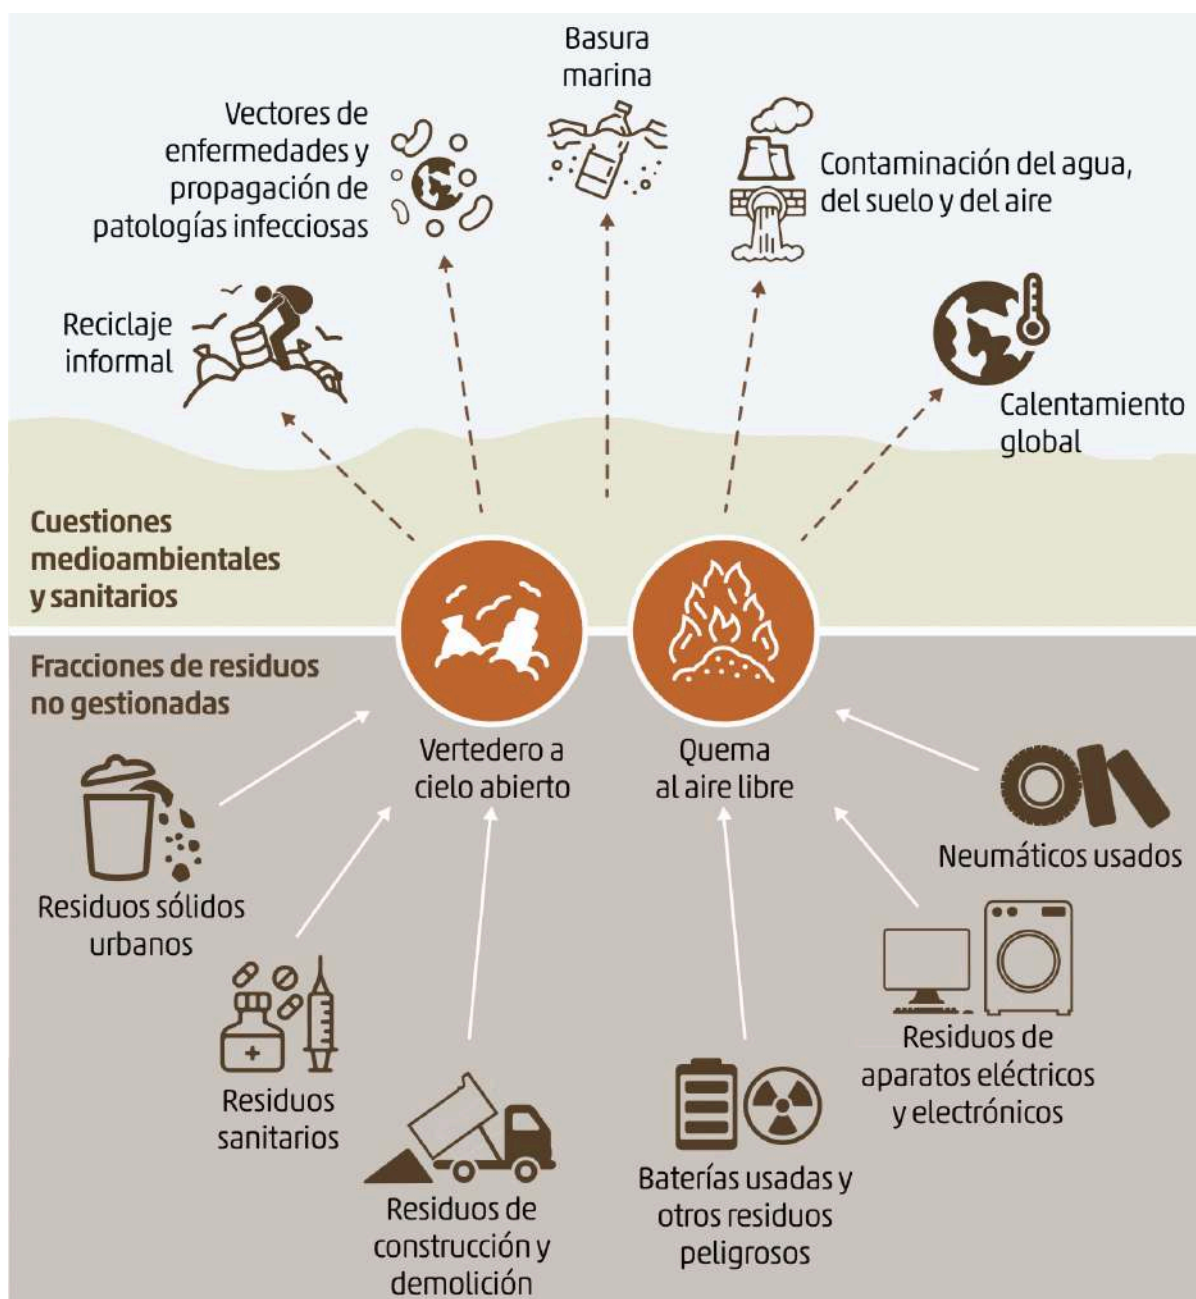 Basura
marina
Vectores de
enfermedades y
propagación de
patologías infecciosas
Contaminación del agua,
del suelo y del aire
Reciclaje
informal
Calentamiento
global
Cuestiones
medioambientales
y sanitarios
Fracciones de residuos
no gestionadas
Vertedero a
cielo abierto
Quema
al aire libre
Neumáticos usados
Residuos sólidos
urbanos
Residuos de
aparatos eléctricos
y electrónicos
Residuos
sanitarios
Baterías usadas y
otros residuos
peligrosos
Residuos de
construcción y
demolición